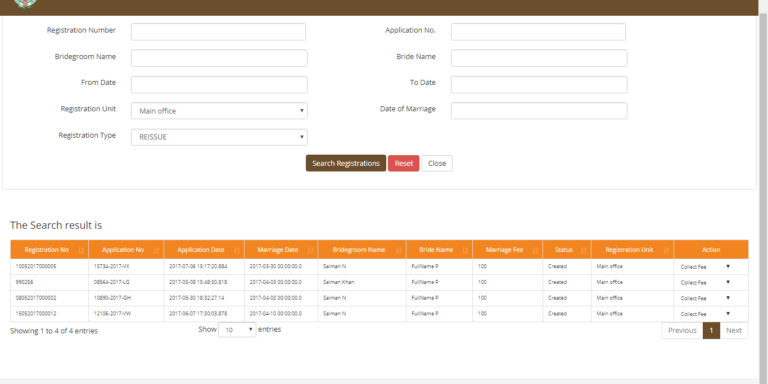 Registration Number Application No.
Bridegroom Name Bride Name
From Date To Date
Registration Unit Main office Date of Marriage
Registration Type REISSUE
Search Registrations Reset Close
The Search result is
Registration No Application No Application Date Marriage Date Bridegroom Name Bride Name Marriage Fee Status Registration Unit Action
10052017000005 15734-2017-VX 2017-07-06 15:17:20.884 2017-03-30 00:00:00.0 Salman N FullName P 100 Created Main office Collect Fee
990256 08564-2017-LG 2017-05-08 15:48:50.818 2017-04-03 00:00:00.0 Salman Khan FullName P 100 Created Main office Collect Fee
08052017000002 10890-2017-EH 2017-05-30 18:32:27.14 2017-04-03 00:00:00.0 Salman N FullName P 100 Created Main office Collect Fee
15052017000012 12106-2017-VW 2017-06-07 17:30:03.878 2017-04-10 00:00:00.0 Salman N FullName P 100 Created Main office Collect Fee
Showing 1 to 4 of 4 entries Show 10 entries Previous 1 Next